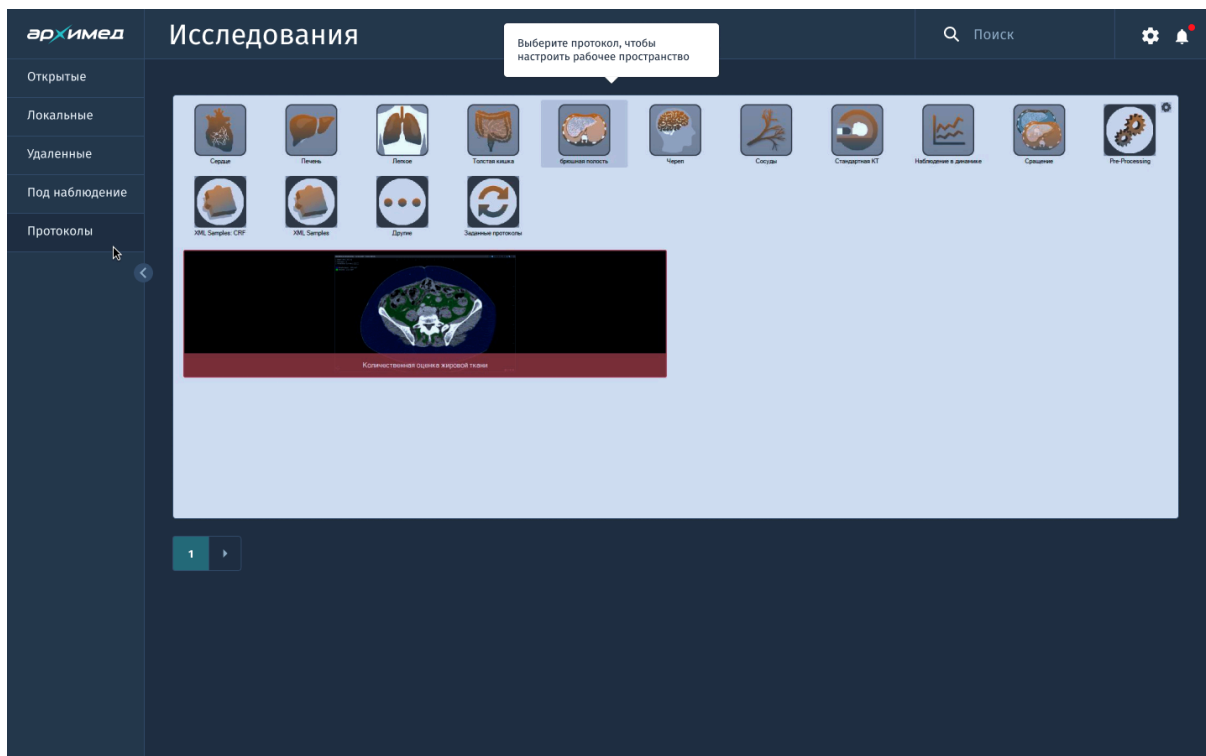 архимед
Исследования
Выберите протокол, чтобы
настроить рабочее пространство
Поиск
Открытые
Локальные
Удаленные
Под наблюдение
Протоколы
Сердце
Печень
Легкое
Толстая кишка
брюшная полость
Череп
Сосуды
Стандартная КТ
Наблюдение в динамике
Сращения
Pre-Processing
XML Samples: CRF
XML Samples
Другие
Заданные протоколы
Количественная оценка жировой ткани
1